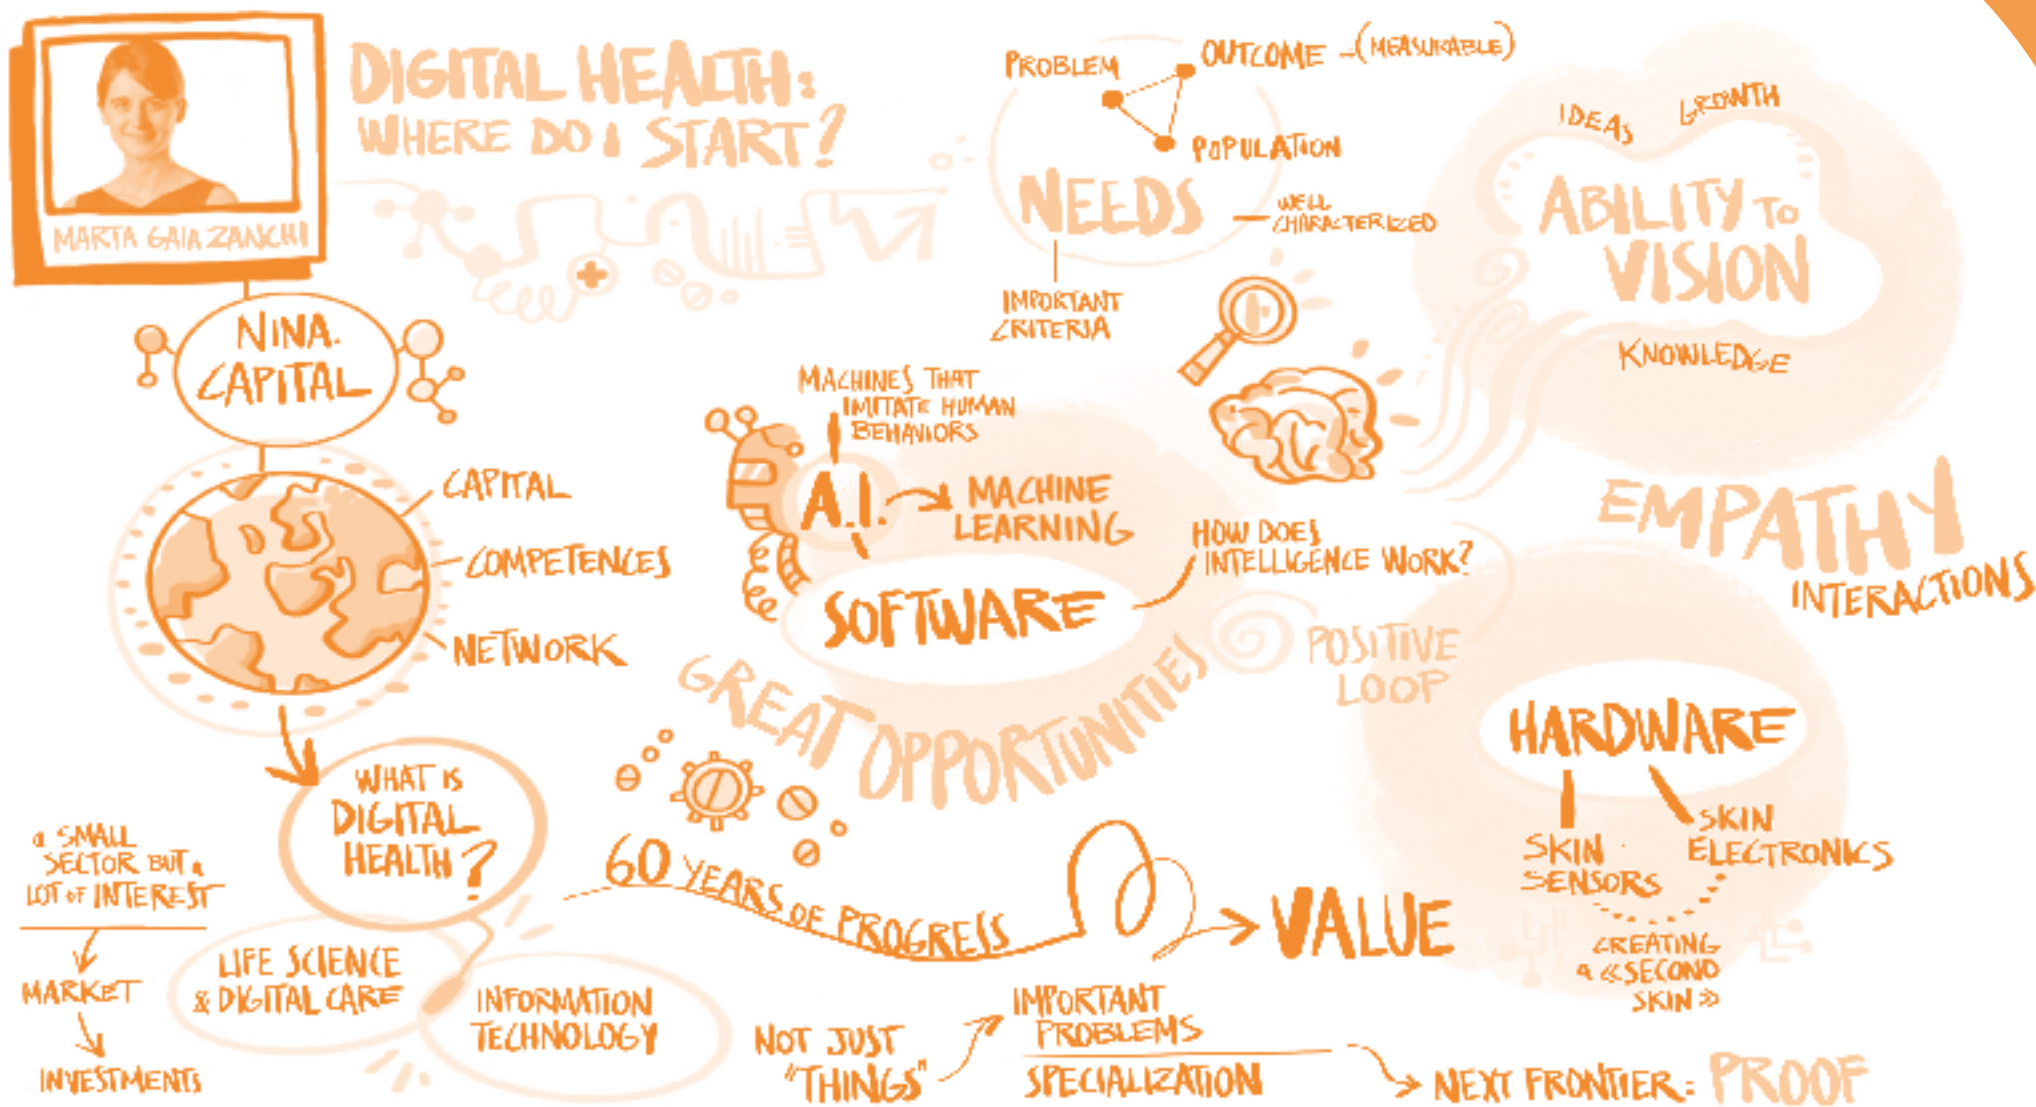 DIGITAL HEALTH:
WHERE DO I START?
MARTA GAIA ZANCHI
NINA.
CAPITAL
CAPITAL
COMPETENCES
NETWORK
WHAT IS
DIGITAL
HEALTH?
a SMALL
SECTOR BUT a
LOT OF INTEREST
MARKET
INVESTMENTS
LIFE SCIENCE
& DIGITAL CARE
INFORMATION
TECHNOLOGY
PROBLEM
OUTCOME - (MEASURABLE)
POPULATION
NEEDS
WELL
CHARACTERIZED
IMPORTANT
CRITERIA
MACHINES THAT
IMITATE HUMAN
BEHAVIORS
A.I.
MACHINE
LEARNING
SOFTWARE
HOW DOES
INTELLIGENCE WORK?
GREAT OPPORTUNITIES
POSITIVE
LOOP
IDEAS
GROWTH
ABILITY TO
VISION
KNOWLEDGE
EMPATHY
INTERACTIONS
HARDWARE
SKIN
SENSORS
SKIN
ELECTRONICS
CREATING
A «SECOND
SKIN»
60 YEARS OF PROGRESS
VALUE
NOT JUST
"THINGS"
IMPORTANT
PROBLEMS
SPECIALIZATION
NEXT FRONTIER: PROOF